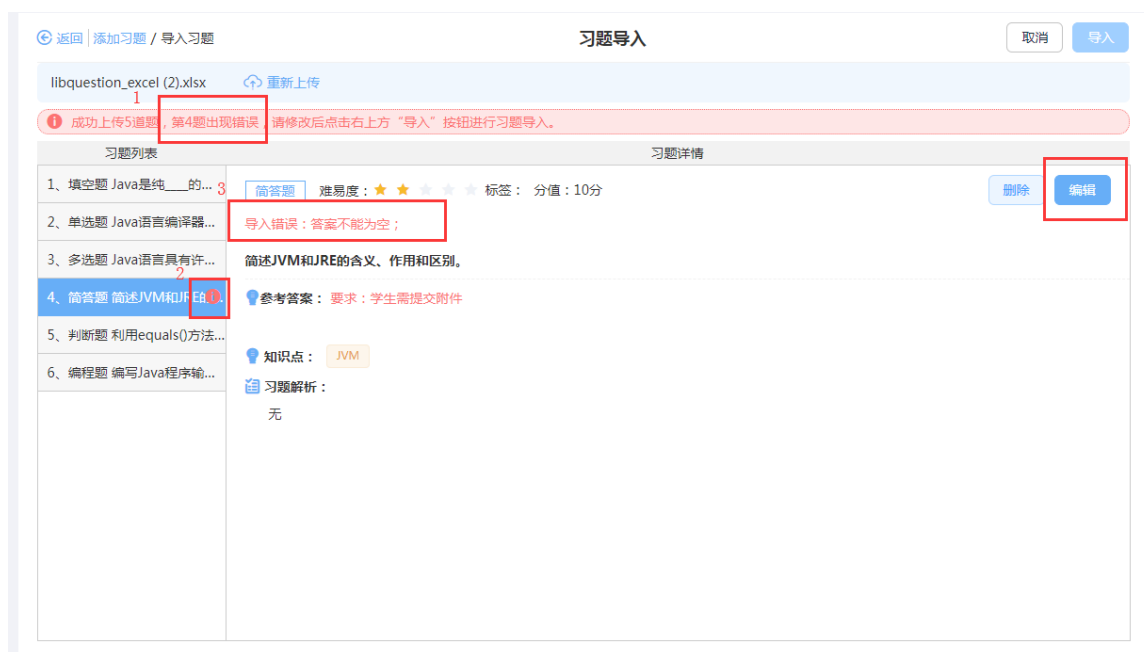 返回 | 添加习题 / 导入习题
习题导入
取消
导入
libquestion_excel (2).xlsx
重新上传
1
成功上传5道题，第4题出现错误，请修改后点击右上方“导入”按钮进行习题导入。
习题列表
习题详情
1、填空题 Java是纯____的...
3
简答题 难易度： 标签： 分值：10分
删除
编辑
2、单选题 Java语言编译器...
导入错误：答案不能为空；
3、多选题 Java语言具有许...
2
简述JVM和JRE的含义、作用和区别。
4、简答题 简述JVM和JRE的...
参考答案： 要求：学生需提交附件
5、判断题 利用equals()方法...
知识点： JVM
6、编程题 编写Java程序输...
习题解析：
无